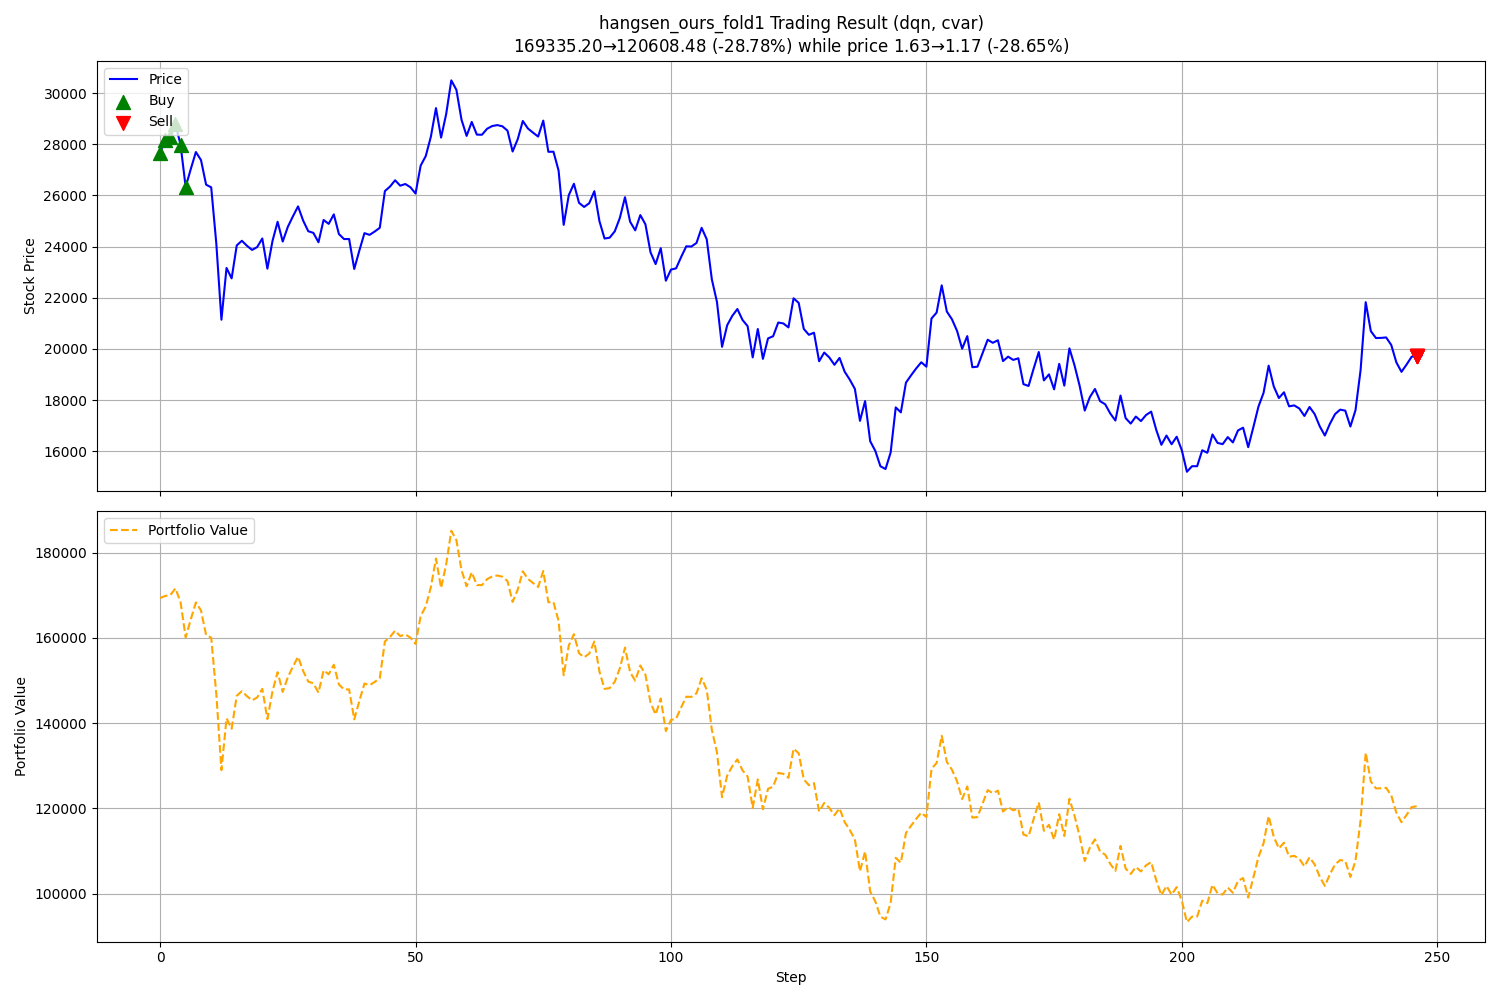 hangsen_ours_fold1 Trading Result (dqn, cvar)
169335.20→120608.48 (-28.78%) while price 1.63→1.17 (-28.65%)
Price
Buy
Sell
Stock Price
30000
28000
26000
24000
22000
20000
18000
16000
Portfolio Value
Portfolio Value
180000
160000
140000
120000
100000
0
50
100
150
200
250
Step